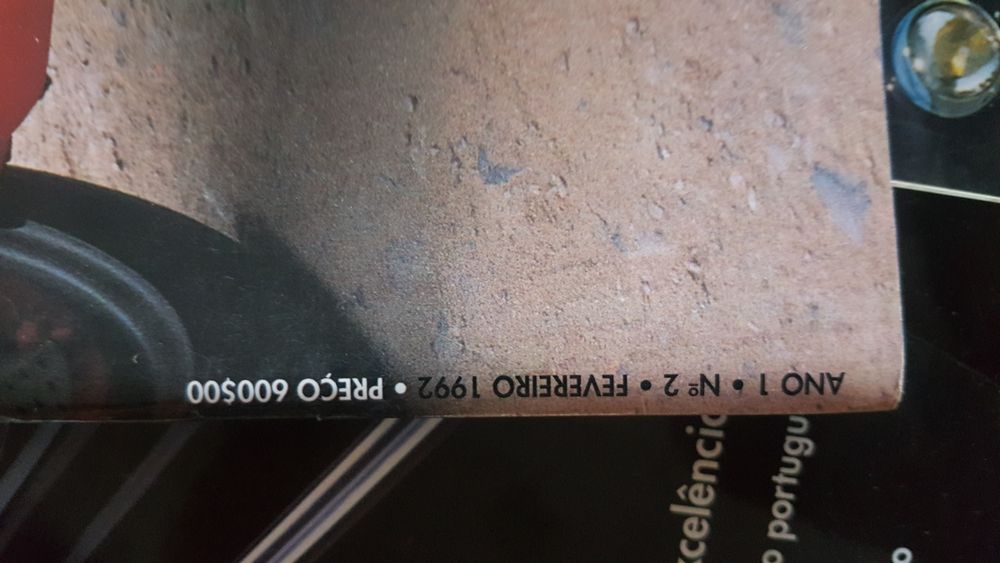 ANO 1 • Nº 2 • FEVEREIRO 1992 • PREÇO 600$00
xcelênci
o portugu
o